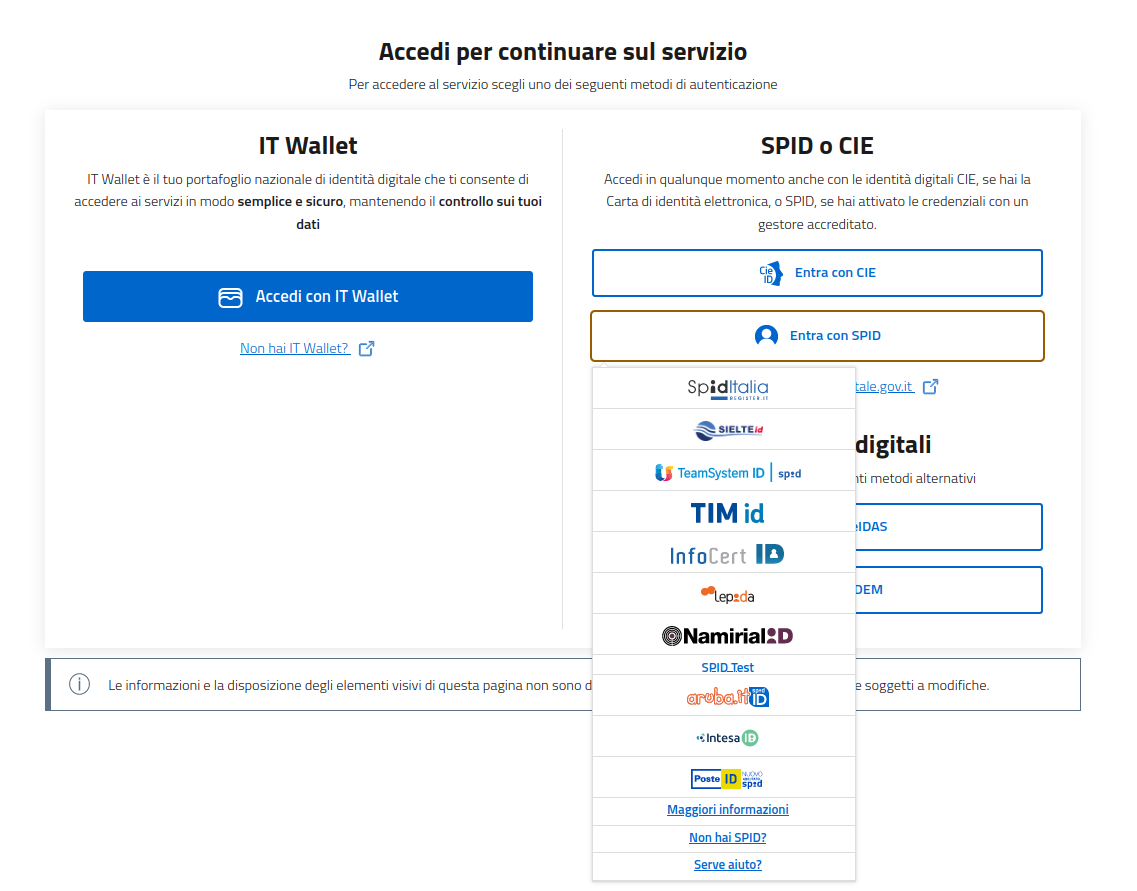 Accedi per continuare sul servizio
Per accedere al servizio scegli uno dei seguenti metodi di autenticazione
IT Wallet
IT Wallet è il tuo portafoglio nazionale di identità digitale che ti consente di
accedere ai servizi in modo semplice e sicuro, mantenendo il controllo sui tuoi
dati
Accedi con IT Wallet
Non hai IT Wallet?
SPID o CIE
Accedi in qualunque momento anche con le identità digitali CIE, se hai la
Carta di identità elettronica, o SPID, se hai attivato le credenziali con un
gestore accreditato.
Cie ID Entra con CIE
Entra con SPID
tale.gov.it
digitali
nti metodi alternativi
eIDAS
DEM
SpidItalia
REGISTER.IT
SIELTE id
TeamSystem ID | spid
TIM id
InfoCert ID
Lepida
Namirial ID
SPID Test
aruba.it spid ID
Intesa ID
Poste ID NUOVO spid
Maggiori informazioni
Non hai SPID?
Serve aiuto?
Le informazioni e la disposizione degli elementi visivi di questa pagina non sono d
e soggetti a modifiche.